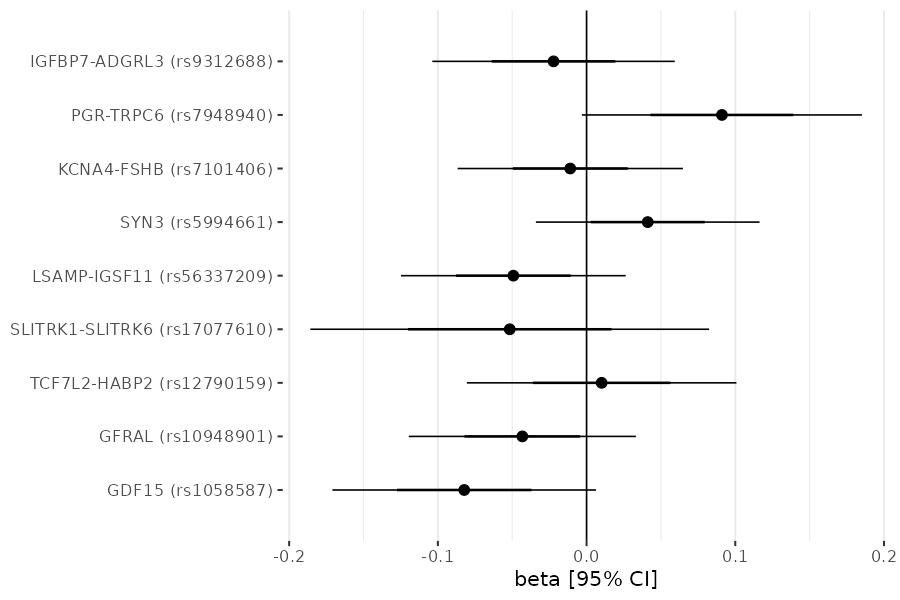 IGFBP7-ADGRL3 (rs9312688)
PGR-TRPC6 (rs7948940)
KCNA4-FSHB (rs7101406)
SYN3 (rs5994661)
LSAMP-IGSF11 (rs56337209)
SLITRK1-SLITRK6 (rs17077610)
TCF7L2-HABP2 (rs12790159)
GFRAL (rs10948901)
GDF15 (rs1058587)
-0.2 -0.1 0.0 0.1 0.2
beta [95% CI]